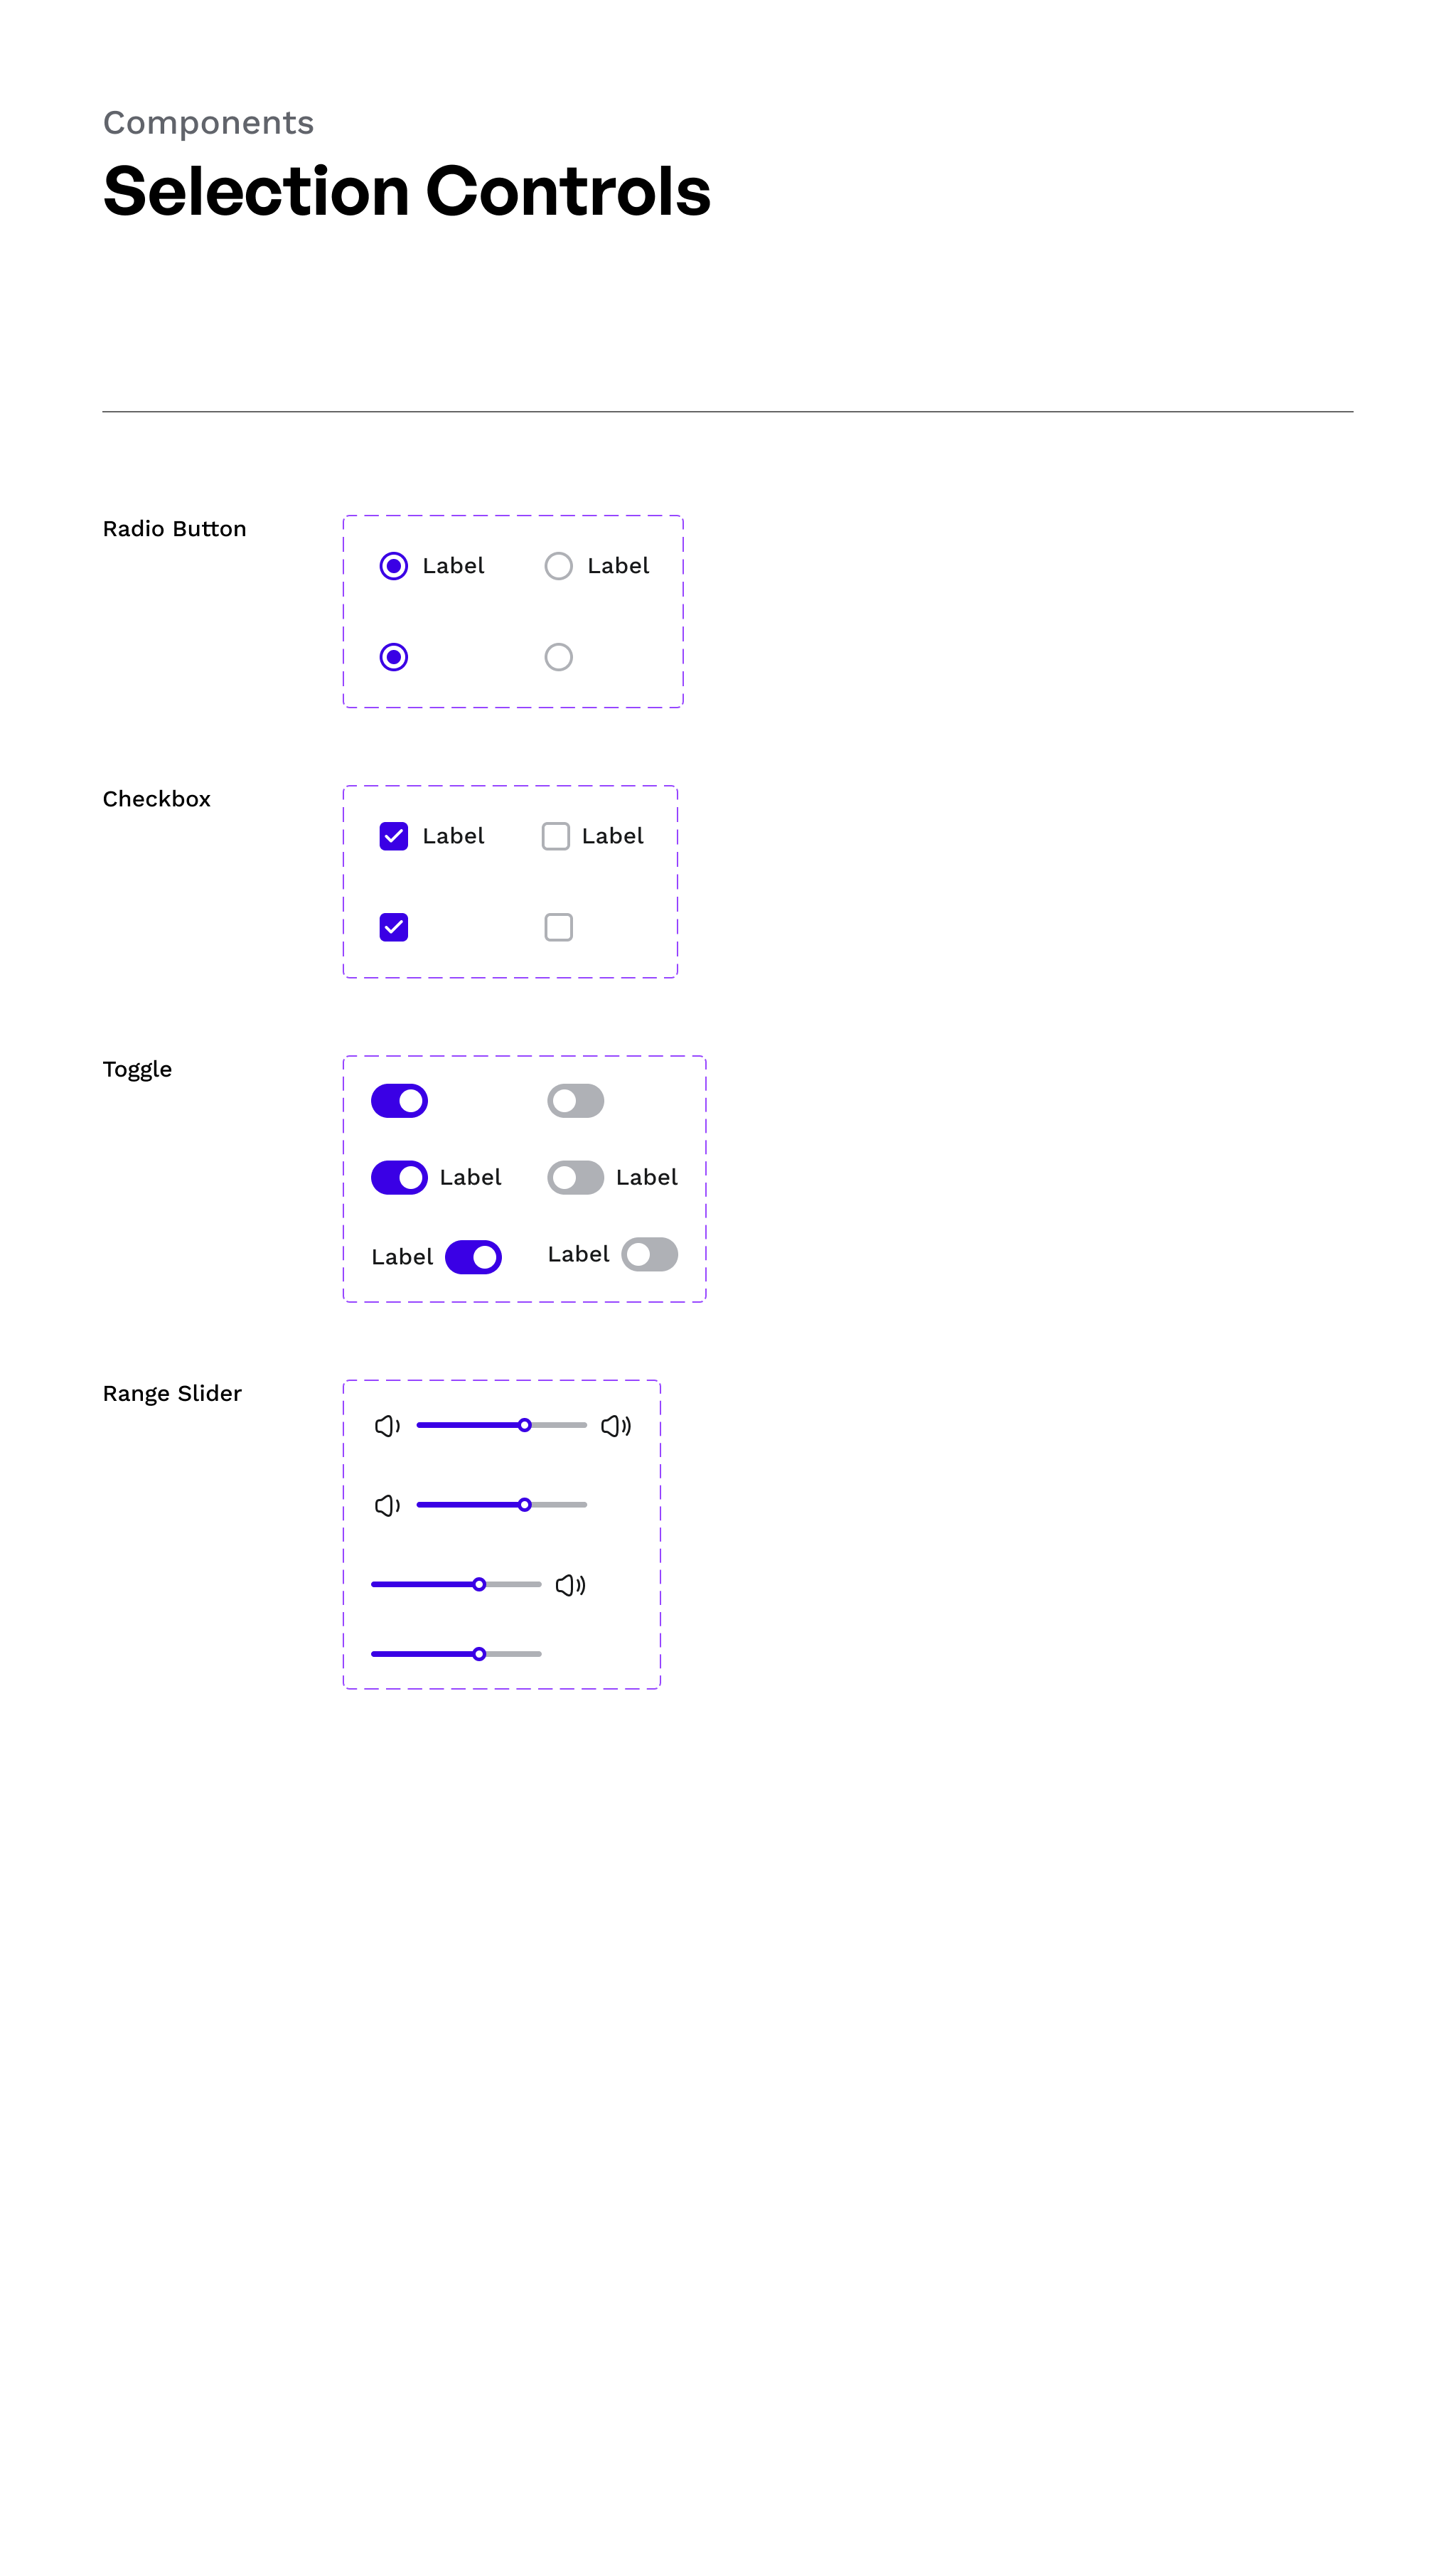 Components
Selection Controls
Radio Button
Label Label
Checkbox
Label Label
Toggle
Label Label
Label Label
Range Slider